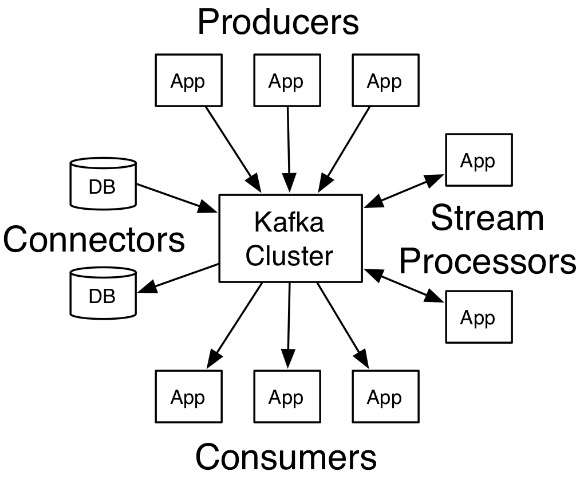 Producers
App
App
App
DB
App
Kafka
Cluster
Stream
Processors
Connectors
DB
App
App
App
App
Consumers